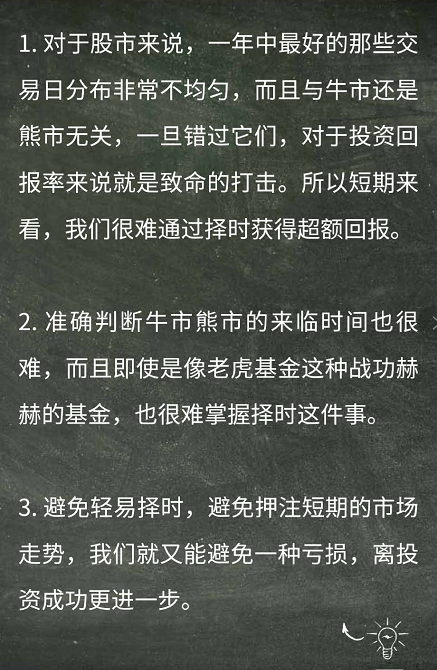 1. 对于股市来说，一年中最好的那些交
易日分布非常不均匀，而且与牛市还是
熊市无关，一旦错过它们，对于投资回
报率来说就是致命的打击。所以短期来
看，我们很难通过择时获得超额回报。
2. 准确判断牛市熊市的来临时间也很
难，而且即使是像老虎基金这种战功赫
赫的基金，也很难掌握择时这件事。
3. 避免轻易择时，避免押注短期的市场
走势，我们就又能避免一种亏损，离投
资成功更进一步。